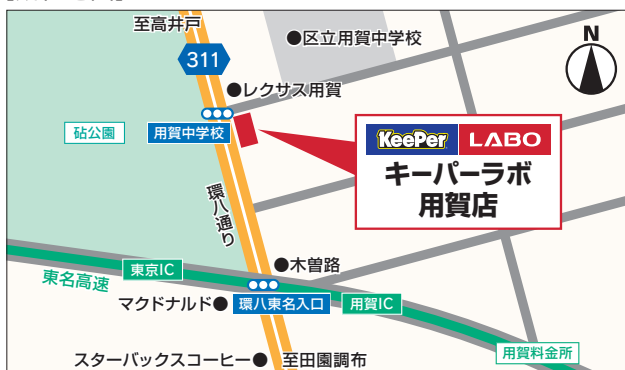 至高井戸
●区立用賀中学校
N
311
●レクサス用賀
砧公園
用賀中学校
KeePer LABO
キーパーラボ
用賀店
環八通り
●木曽路
東京IC
東名高速
マクドナルド●
環八東名入口
用賀IC
スターバックスコーヒー●
至田園調布
用賀料金所